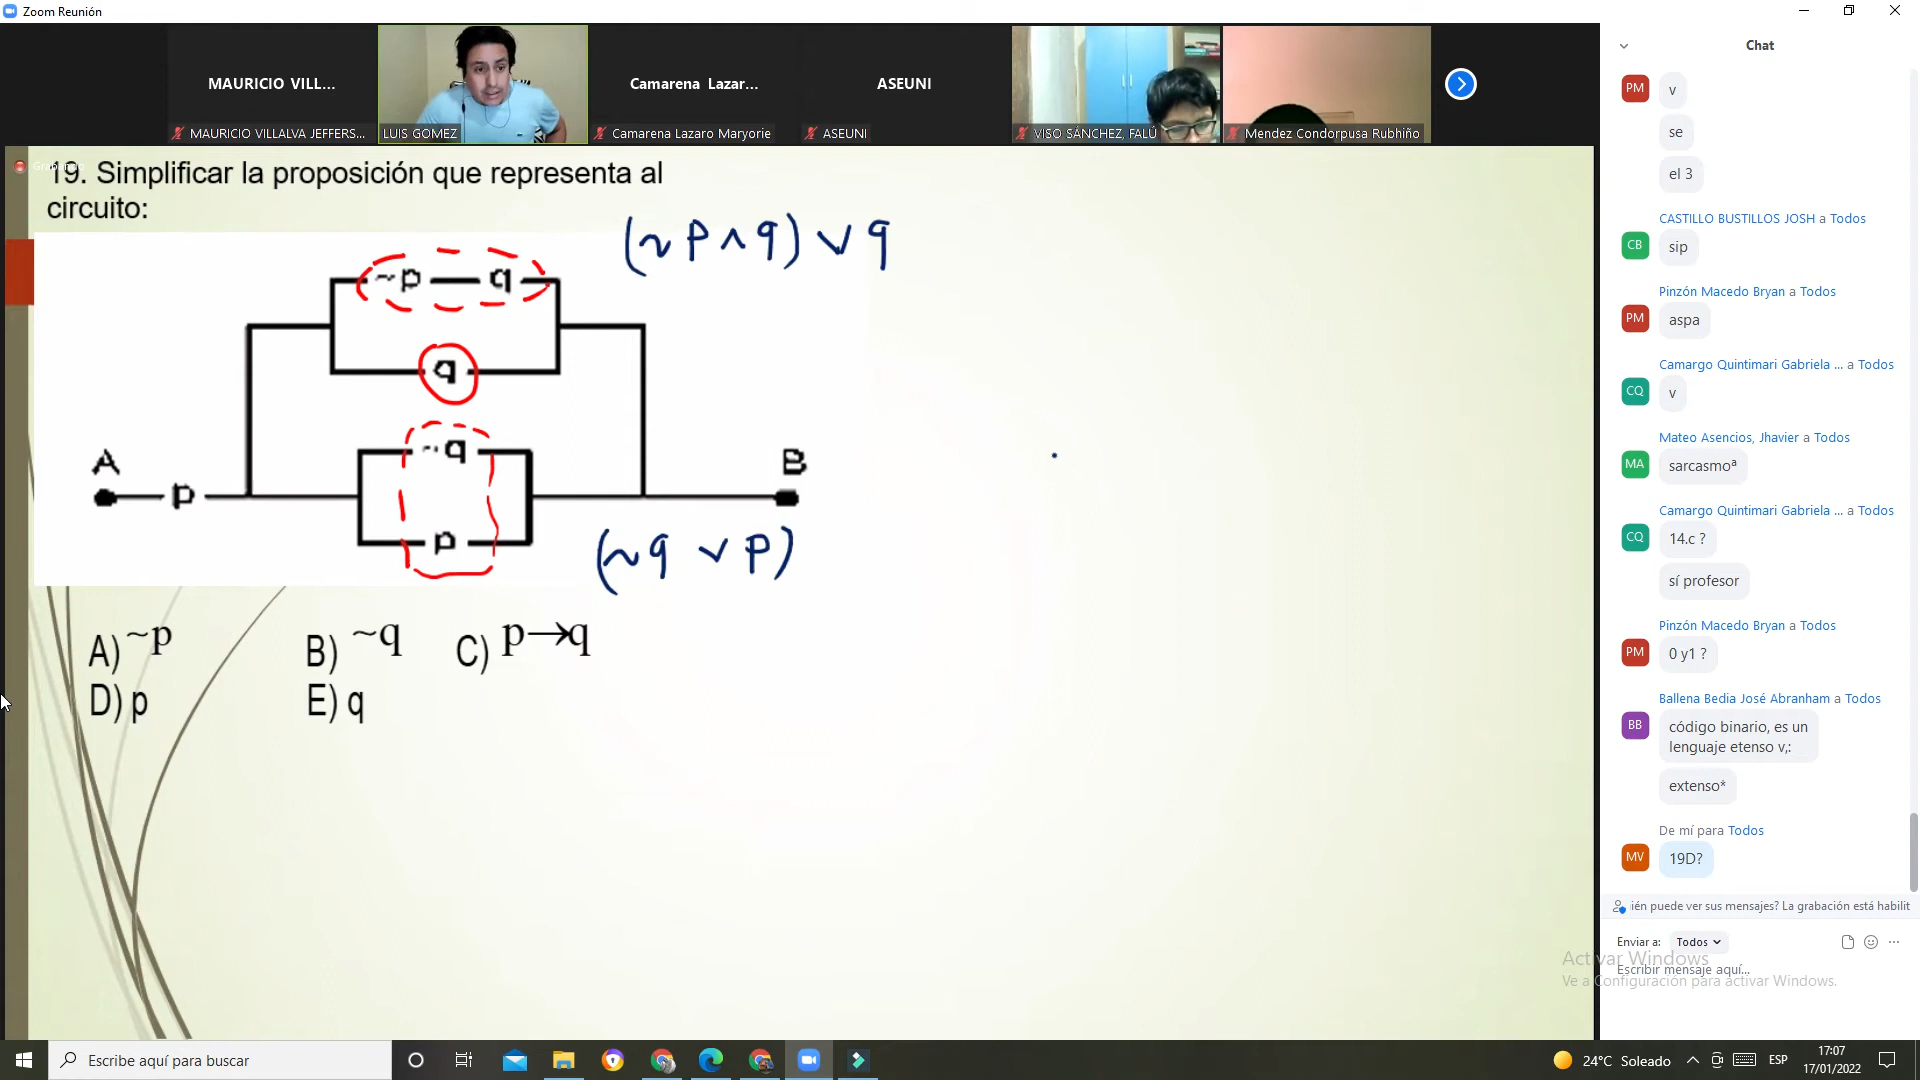 Zoom Reunión
MAURICIO VILL...
Camarena Lazar...
ASEUNI
MAURICIO VILLALVA JEFFERS...
LUIS GOMEZ
Camarena Lazaro Maryorie
ASEUNI
VISO SÁNCHEZ, FALÚ
Mendez Condorpusa Rubhiño
19. Simplificar la proposición que representa al
circuito:
(~p ∧ q) ∨ q
~p q
q
~q
A
B
p
p
(~q ∨ p)
A) ~p B) ~q C) p→q
D) p E) q
Chat
PM
v
se
el 3
CASTILLO BUSTILLOS JOSH a Todos
CB
sip
Pinzón Macedo Bryan a Todos
PM
aspa
Camargo Quintimari Gabriela ... a Todos
CQ
v
Mateo Asencios, Jhavier a Todos
MA
sarcasmoª
Camargo Quintimari Gabriela ... a Todos
CQ
14.c ?
sí profesor
Pinzón Macedo Bryan a Todos
PM
0 y1 ?
Ballena Bedia José Abranham a Todos
BB
código binario, es un
lenguaje etenso v,:
extenso*
De mí para Todos
MV
19D?
ién puede ver sus mensajes? La grabación está habilit
Enviar a: Todos
Escribir mensaje aquí...
Activar Windows
Ve a Configuración para activar Windows.
Escribe aquí para buscar
24°C Soleado
ESP
17:07
17/01/2022